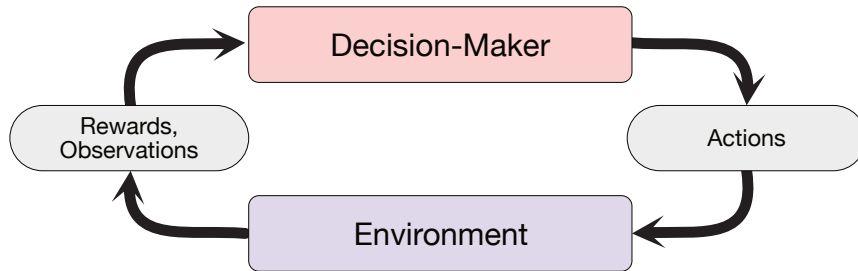 Decision-Maker
Rewards,
Observations
Actions
Environment